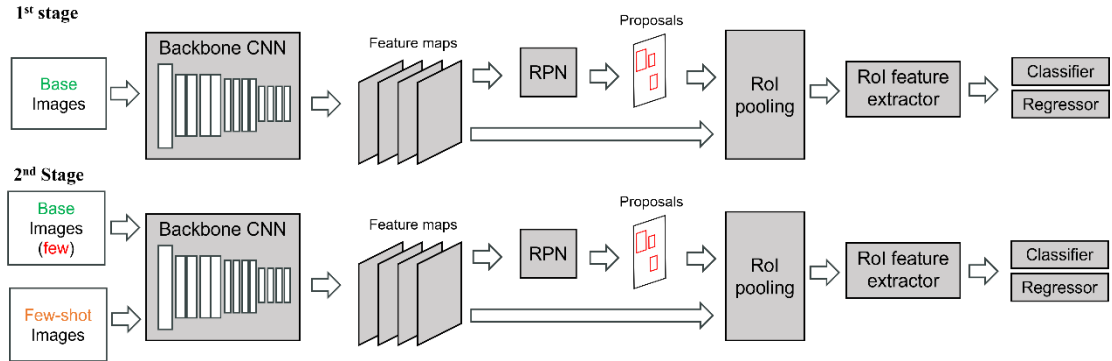 1st stage
Base
Images
Backbone CNN
Feature maps
RPN
Proposals
RoI
pooling
RoI feature
extractor
Classifier
Regressor
2nd Stage
Base
Images
(few)
Few-shot
Images
Backbone CNN
Feature maps
RPN
Proposals
RoI
pooling
RoI feature
extractor
Classifier
Regressor